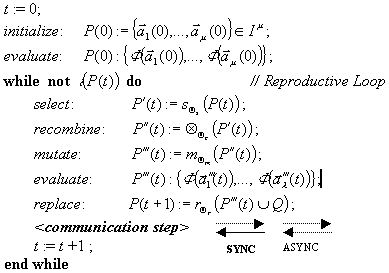 t := 0;
initialize: P(0) := {a⃗₁(0),...,a⃗_μ(0)} ∈ I^μ;
evaluate: P(0) : {Φ(a⃗₁(0)),..., Φ(a⃗_μ(0))};
while not ι(P(t)) do // Reproductive Loop
select: P'(t) := s_Θs(P(t));
recombine: P''(t) := ⊗_Θr(P'(t));
mutate: P'''(t) := m_Θm(P''(t));
evaluate: P'''(t) : {Φ(a⃗₁'''(t)),..., Φ(a⃗_λ'''(t))};
replace: P(t + 1) := r_Θr(P'''(t) ∪ Q);
<communication step>
SYNC ASYNC
t := t + 1 ;
end while